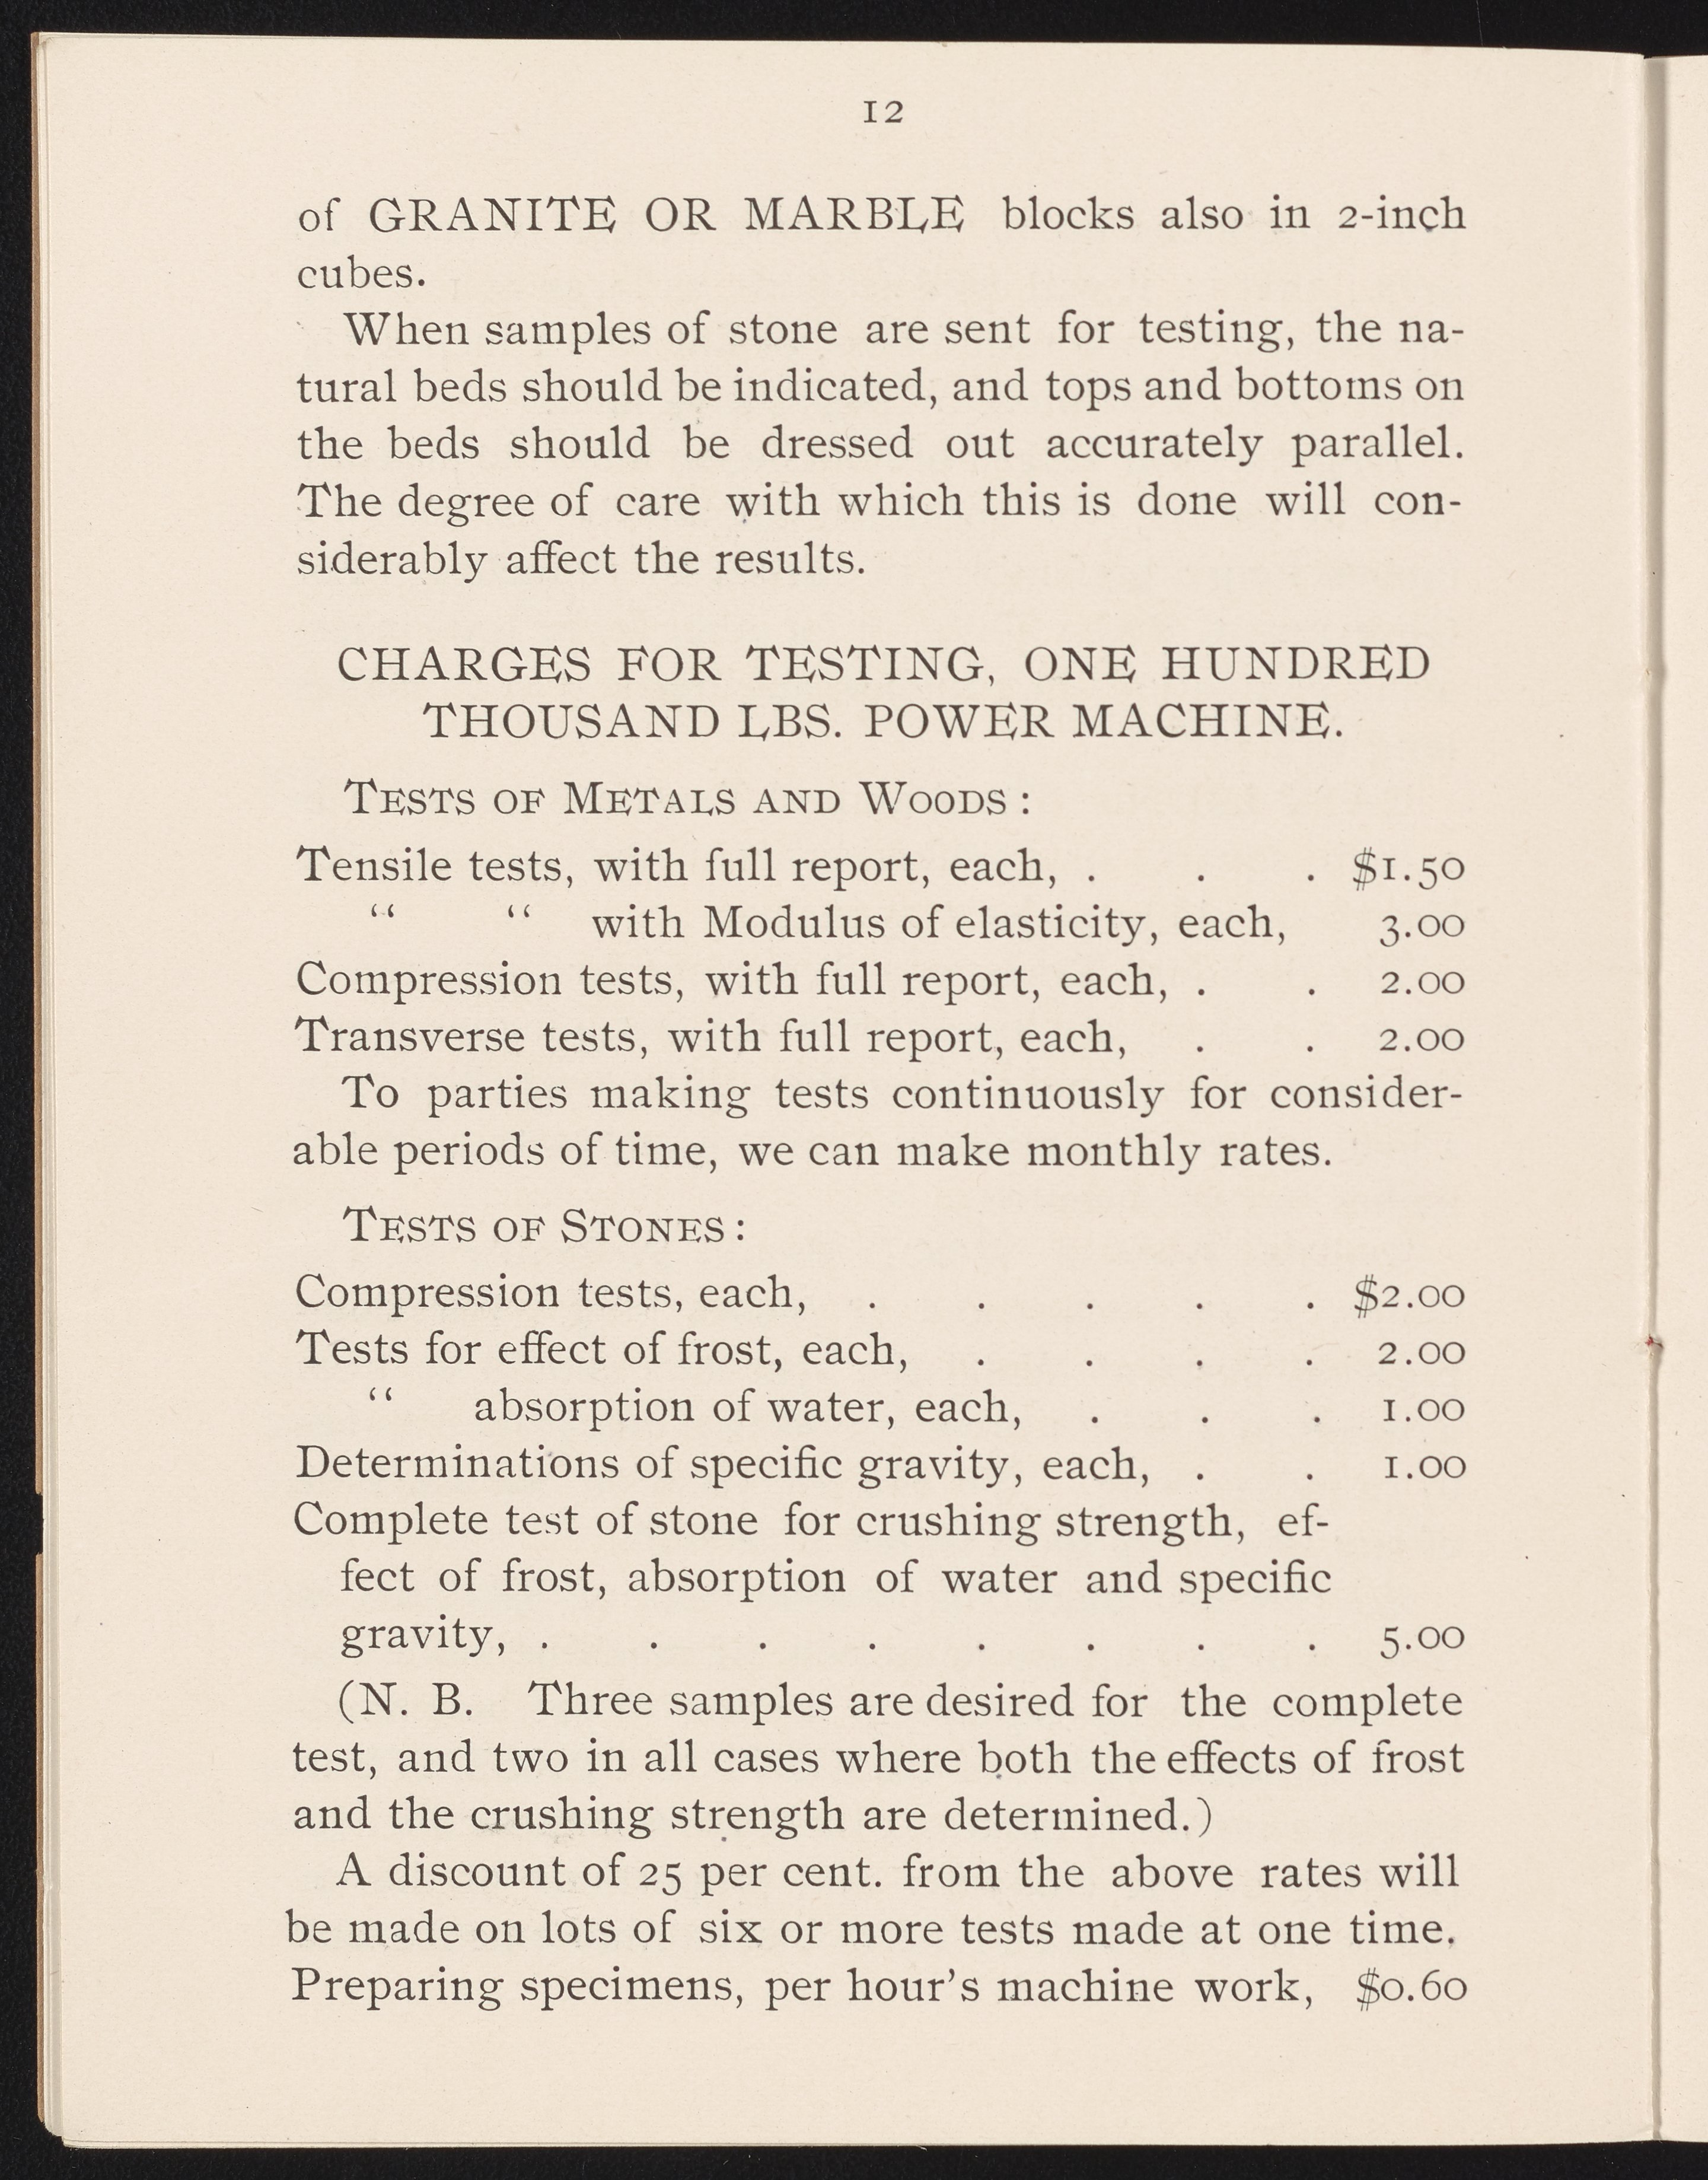 12
of GRANITE OR MARBLE blocks also in 2-inch
cubes.
When samples of stone are sent for testing, the na-
tural beds should be indicated, and tops and bottoms on
the beds should be dressed out accurately parallel.
The degree of care with which this is done will con-
siderably affect the results.
CHARGES FOR TESTING, ONE HUNDRED
THOUSAND LBS. POWER MACHINE.
TESTS OF METALS AND WOODS:
Tensile tests, with full report, each, . . . $1.50
“ “ with Modulus of elasticity, each, 3.00
Compression tests, with full report, each, . . 2.00
Transverse tests, with full report, each, . . 2.00
To parties making tests continuously for consider-
able periods of time, we can make monthly rates.
TESTS OF STONES:
Compression tests, each, . . . . . $2.00
Tests for effect of frost, each, . . . . 2.00
“ absorption of water, each, . . . 1.00
Determinations of specific gravity, each, . . 1.00
Complete test of stone for crushing strength, ef-
fect of frost, absorption of water and specific
gravity, . . . . . . . . 5.00
(N. B. Three samples are desired for the complete
test, and two in all cases where both the effects of frost
and the crushing strength are determined.)
A discount of 25 per cent. from the above rates will
be made on lots of six or more tests made at one time.
Preparing specimens, per hour’s machine work, $0.60